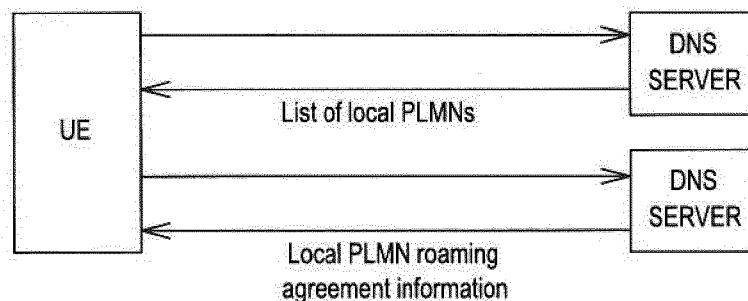 UE
DNS
SERVER
List of local PLMNs
DNS
SERVER
Local PLMN roaming
agreement information